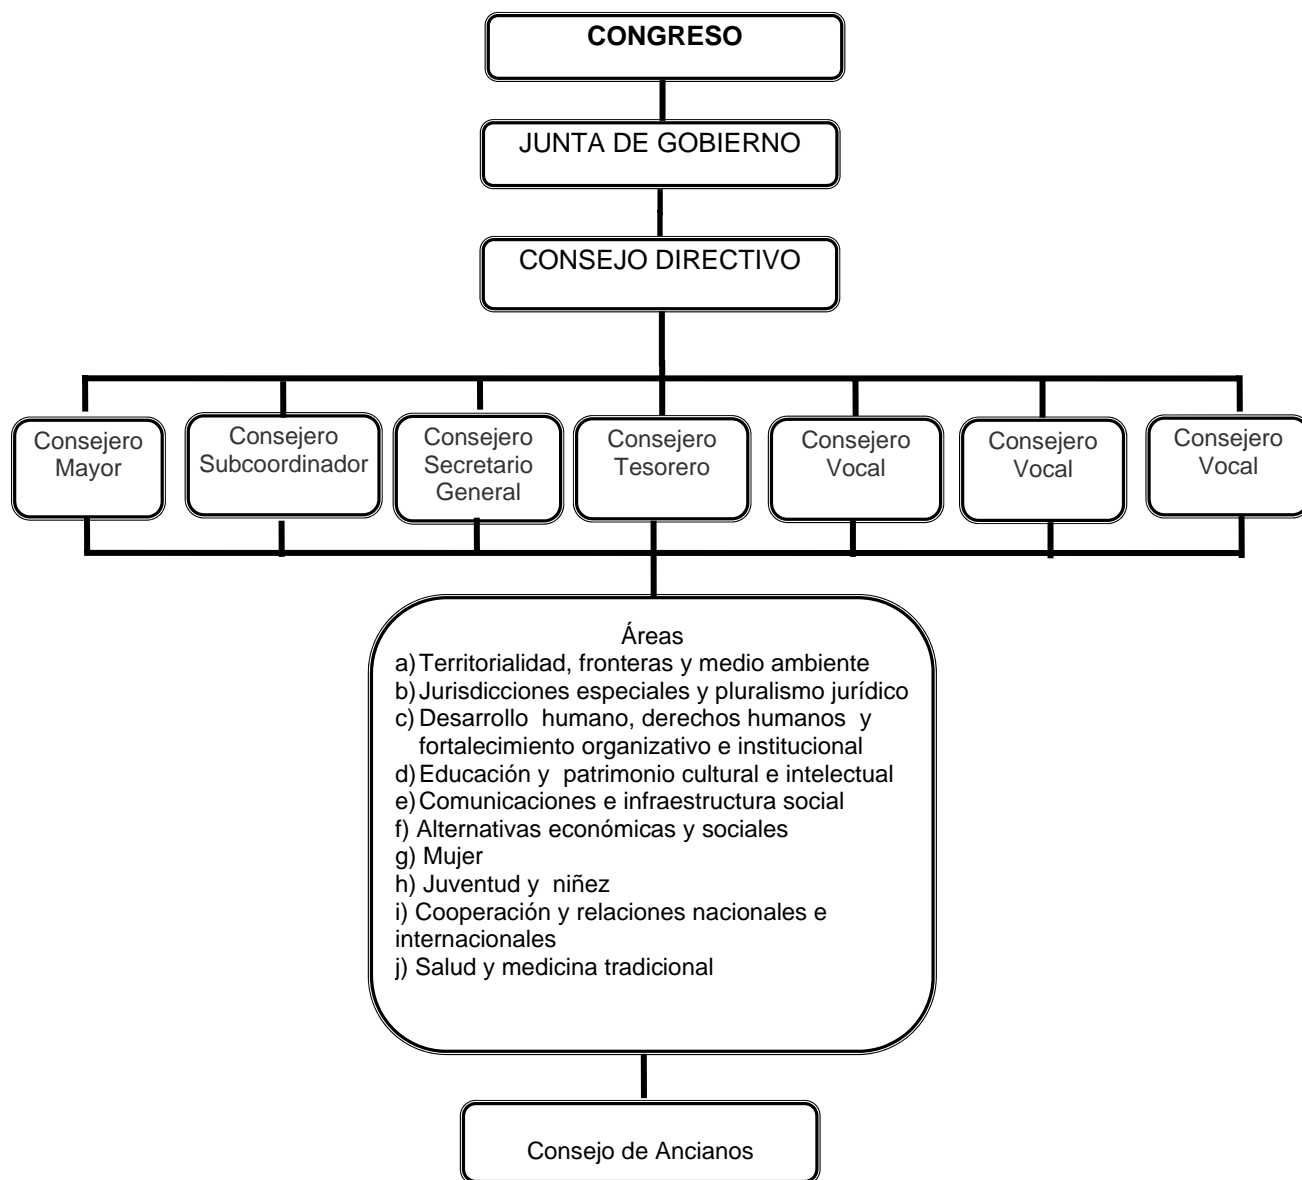 CONGRESO
JUNTA DE GOBIERNO
CONSEJO DIRECTIVO
Consejero
Mayor
Consejero
Subcoordinador
Consejero
Secretario
General
Consejero
Tesorero
Consejero
Vocal
Consejero
Vocal
Consejero
Vocal
Áreas
a) Territorialidad, fronteras y medio ambiente
b) Jurisdicciones especiales y pluralismo jurídico
c) Desarrollo humano, derechos humanos y
fortalecimiento organizativo e institucional
d) Educación y patrimonio cultural e intelectual
e) Comunicaciones e infraestructura social
f) Alternativas económicas y sociales
g) Mujer
h) Juventud y niñez
i) Cooperación y relaciones nacionales e
internacionales
j) Salud y medicina tradicional
Consejo de Ancianos